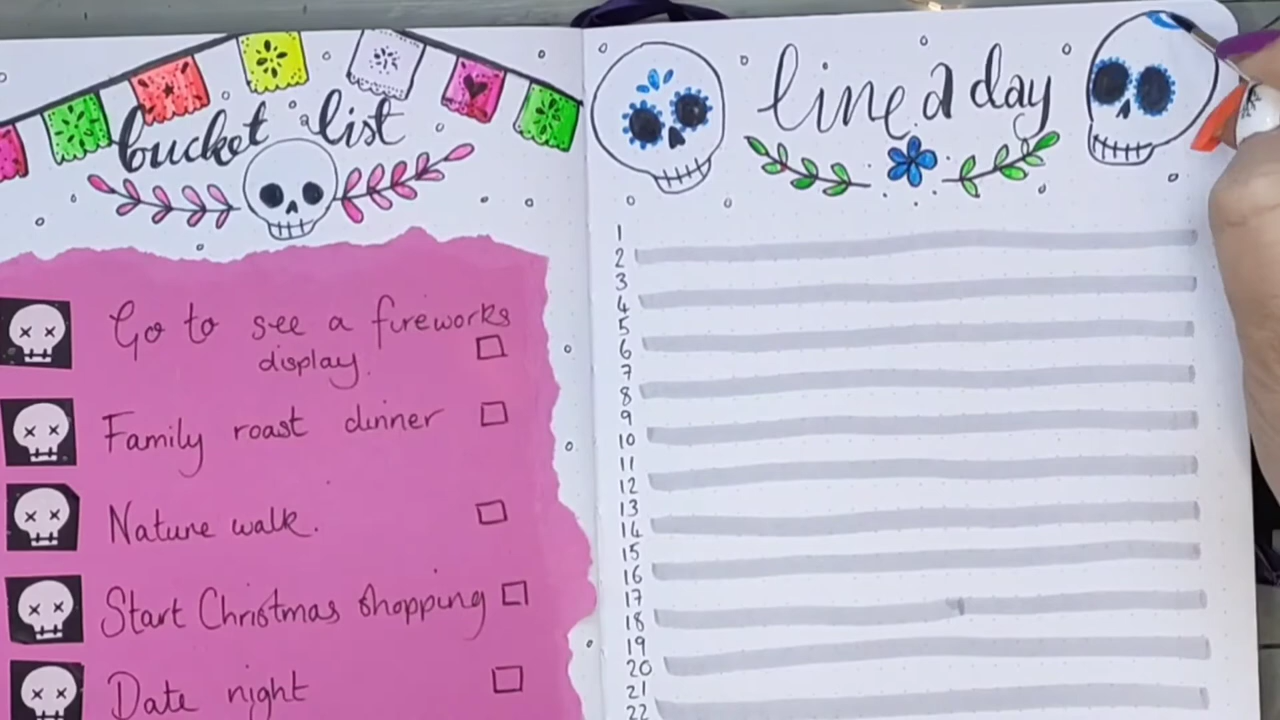 bucket list
Go to see a fireworks
display.
Family roast dinner
Nature walk.
Start Christmas shopping
Date night
line a day
1
2
3
4
5
6
7
8
9
10
11
12
13
14
15
16
17
18
19
20
21
22